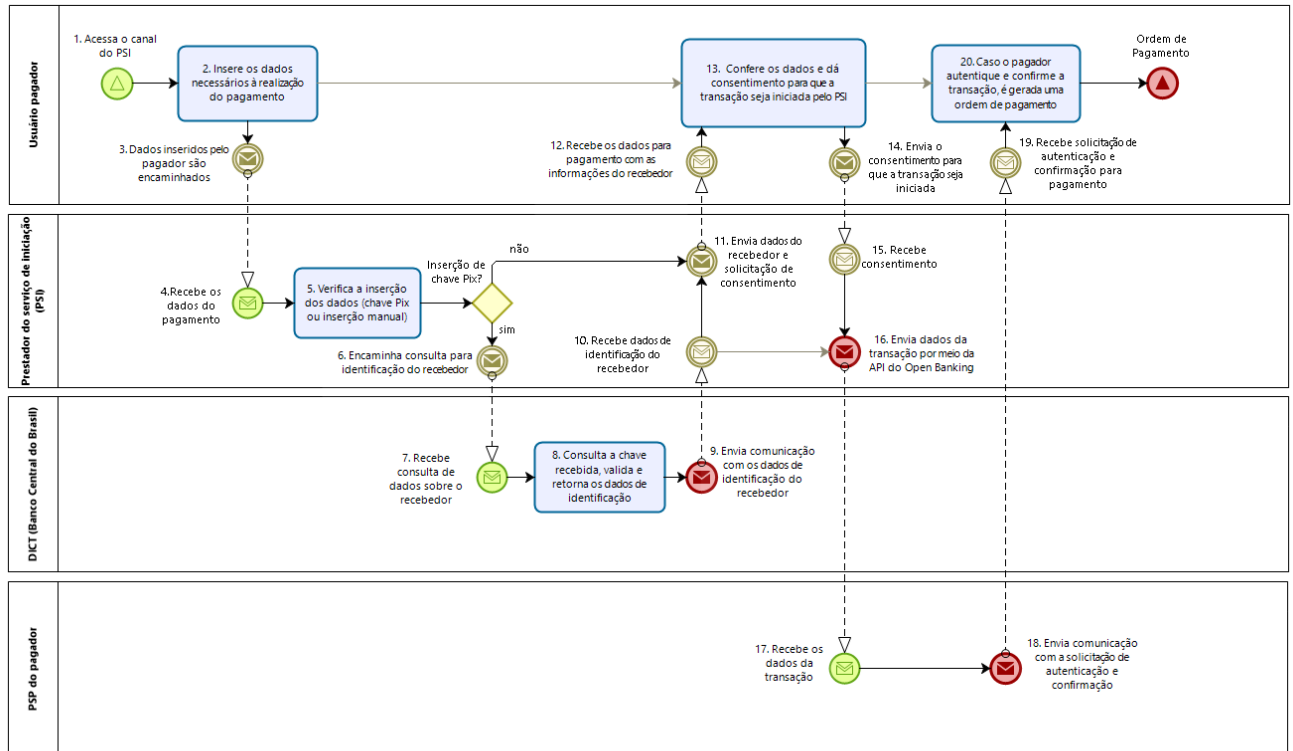 Usuário pagador
1. Acessa o canal
do PSI
2. Insere os dados
necessários à realização
do pagamento
3. Dados inseridos pelo
pagador são
encaminhados
12. Recebe os dados para
pagamento com as
informações do recebedor
13. Confere os dados e dá
consentimento para que a
transação seja iniciada pelo PSI
14. Envia o
consentimento para
que a transação seja
iniciada
20. Caso o pagador
autentique e confirme a
transação, é gerada uma
ordem de pagamento
19. Recebe solicitação de
autenticação e
confirmação para
pagamento
Ordem de
Pagamento
Prestador do serviço de iniciação
(PSI)
4.Recebe os
dados do
pagamento
5. Verifica a inserção
dos dados (chave Pix
ou inserção manual)
Inserção de
chave Pix?
não
sim
6. Encaminha consulta para
identificação do recebedor
11. Envia dados do
recebedor e
solicitação de
consentimento
10. Recebe dados de
identificação do
recebedor
15. Recebe
consentimento
16. Envia dados da
transação por meio da
API do Open Banking
DICT (Banco Central do Brasil)
7. Recebe
consulta de
dados sobre o
recebedor
8. Consulta a chave
recebida, valida e
retorna os dados de
identificação
9. Envia comunicação
com os dados de
identificação do
recebedor
PSP do pagador
17. Recebe os
dados da
transação
18. Envia comunicação
com a solicitação de
autenticação e
confirmação